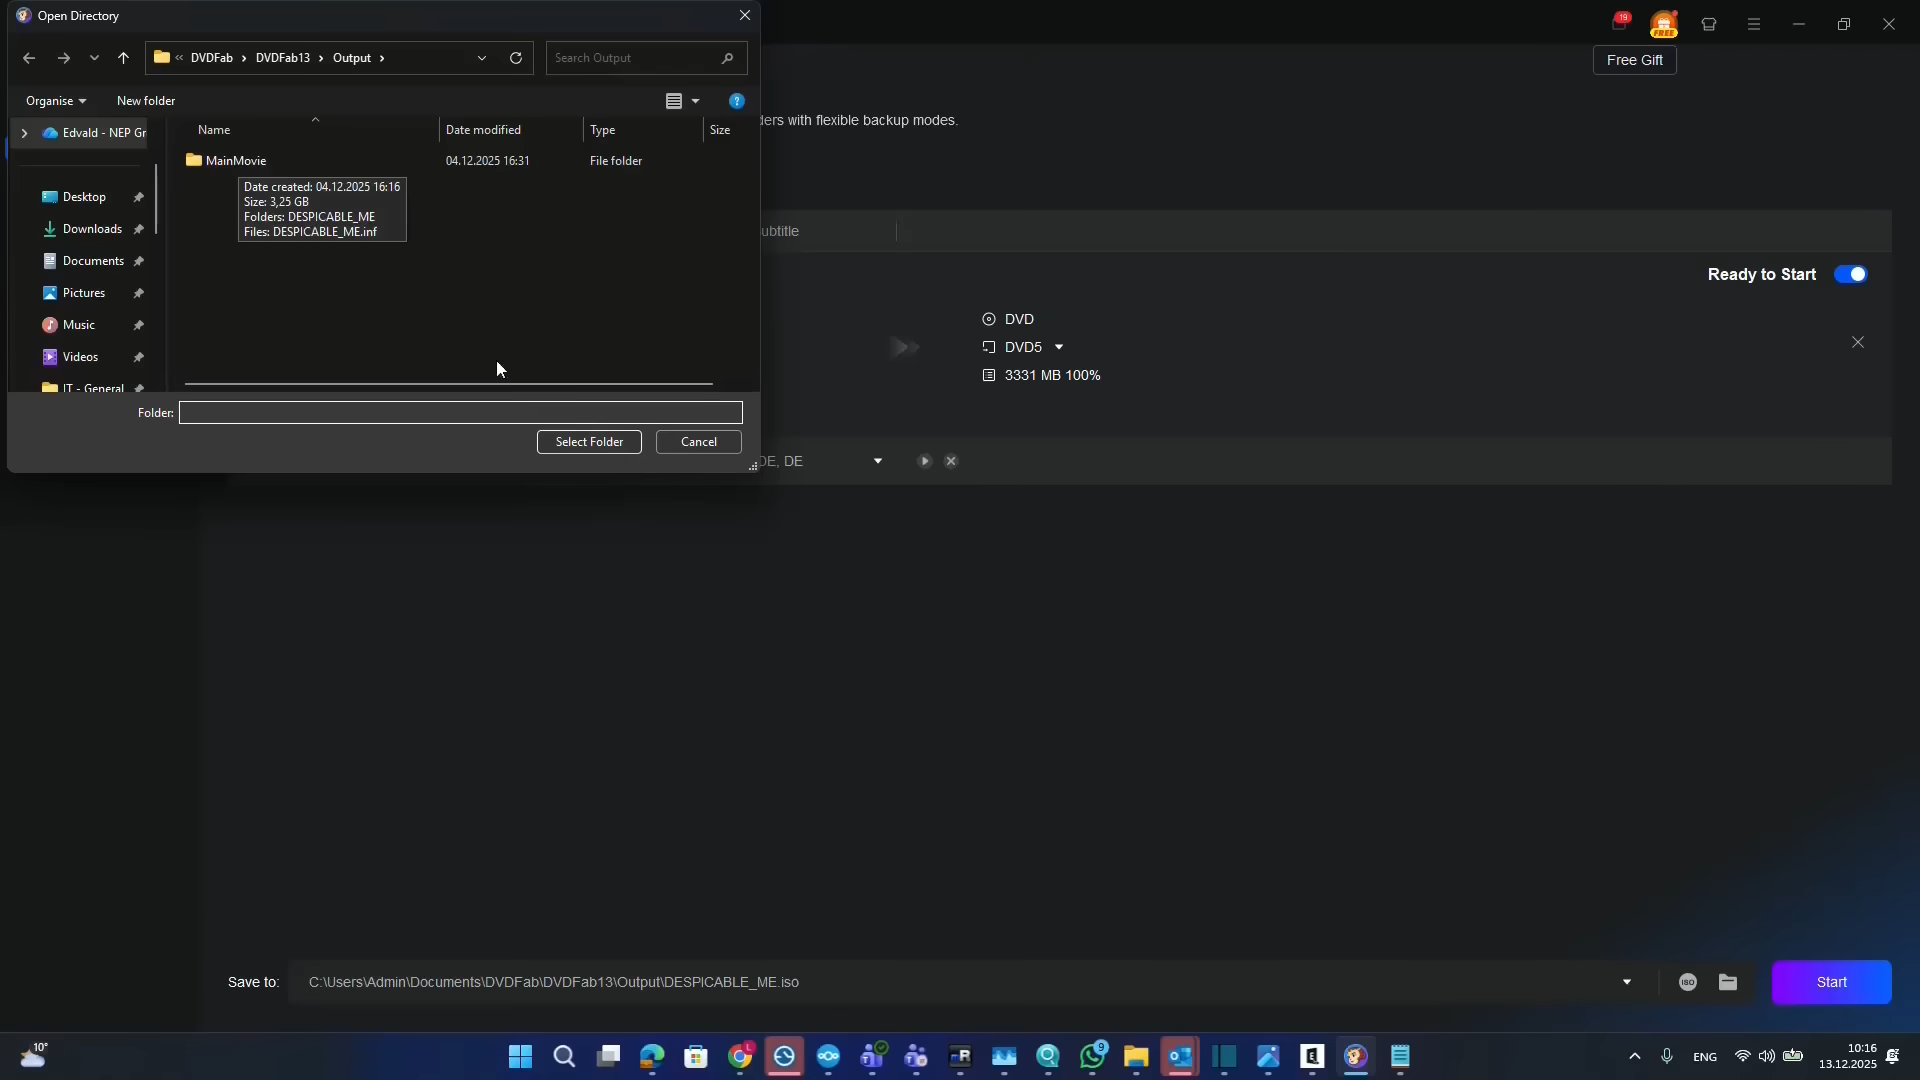 Open Directory
19
FREE
Free Gift
DVDFab
DVDFab13
Output
Search Output
Organise
New folder
Edvald - NEP Gr
Name
Date modified
Type
Size
ders with flexible backup modes.
MainMovie
04.12.2025 16:31
File folder
Date created: 04.12.2025 16:16
Size: 3,25 GB
Folders: DESPICABLE_ME
Files: DESPICABLE_ME.inf
Desktop
Downloads
Documents
Pictures
Music
Videos
IT - General
ubtitle
Ready to Start
DVD
DVD5
3331 MB 100%
Folder:
Select Folder
Cancel
DE, DE
Save to:
C:\Users\Admin\Documents\DVDFab\DVDFab13\Output\DESPICABLE_ME.iso
ISO
Start
10°
9
ENG
10:16
13.12.2025